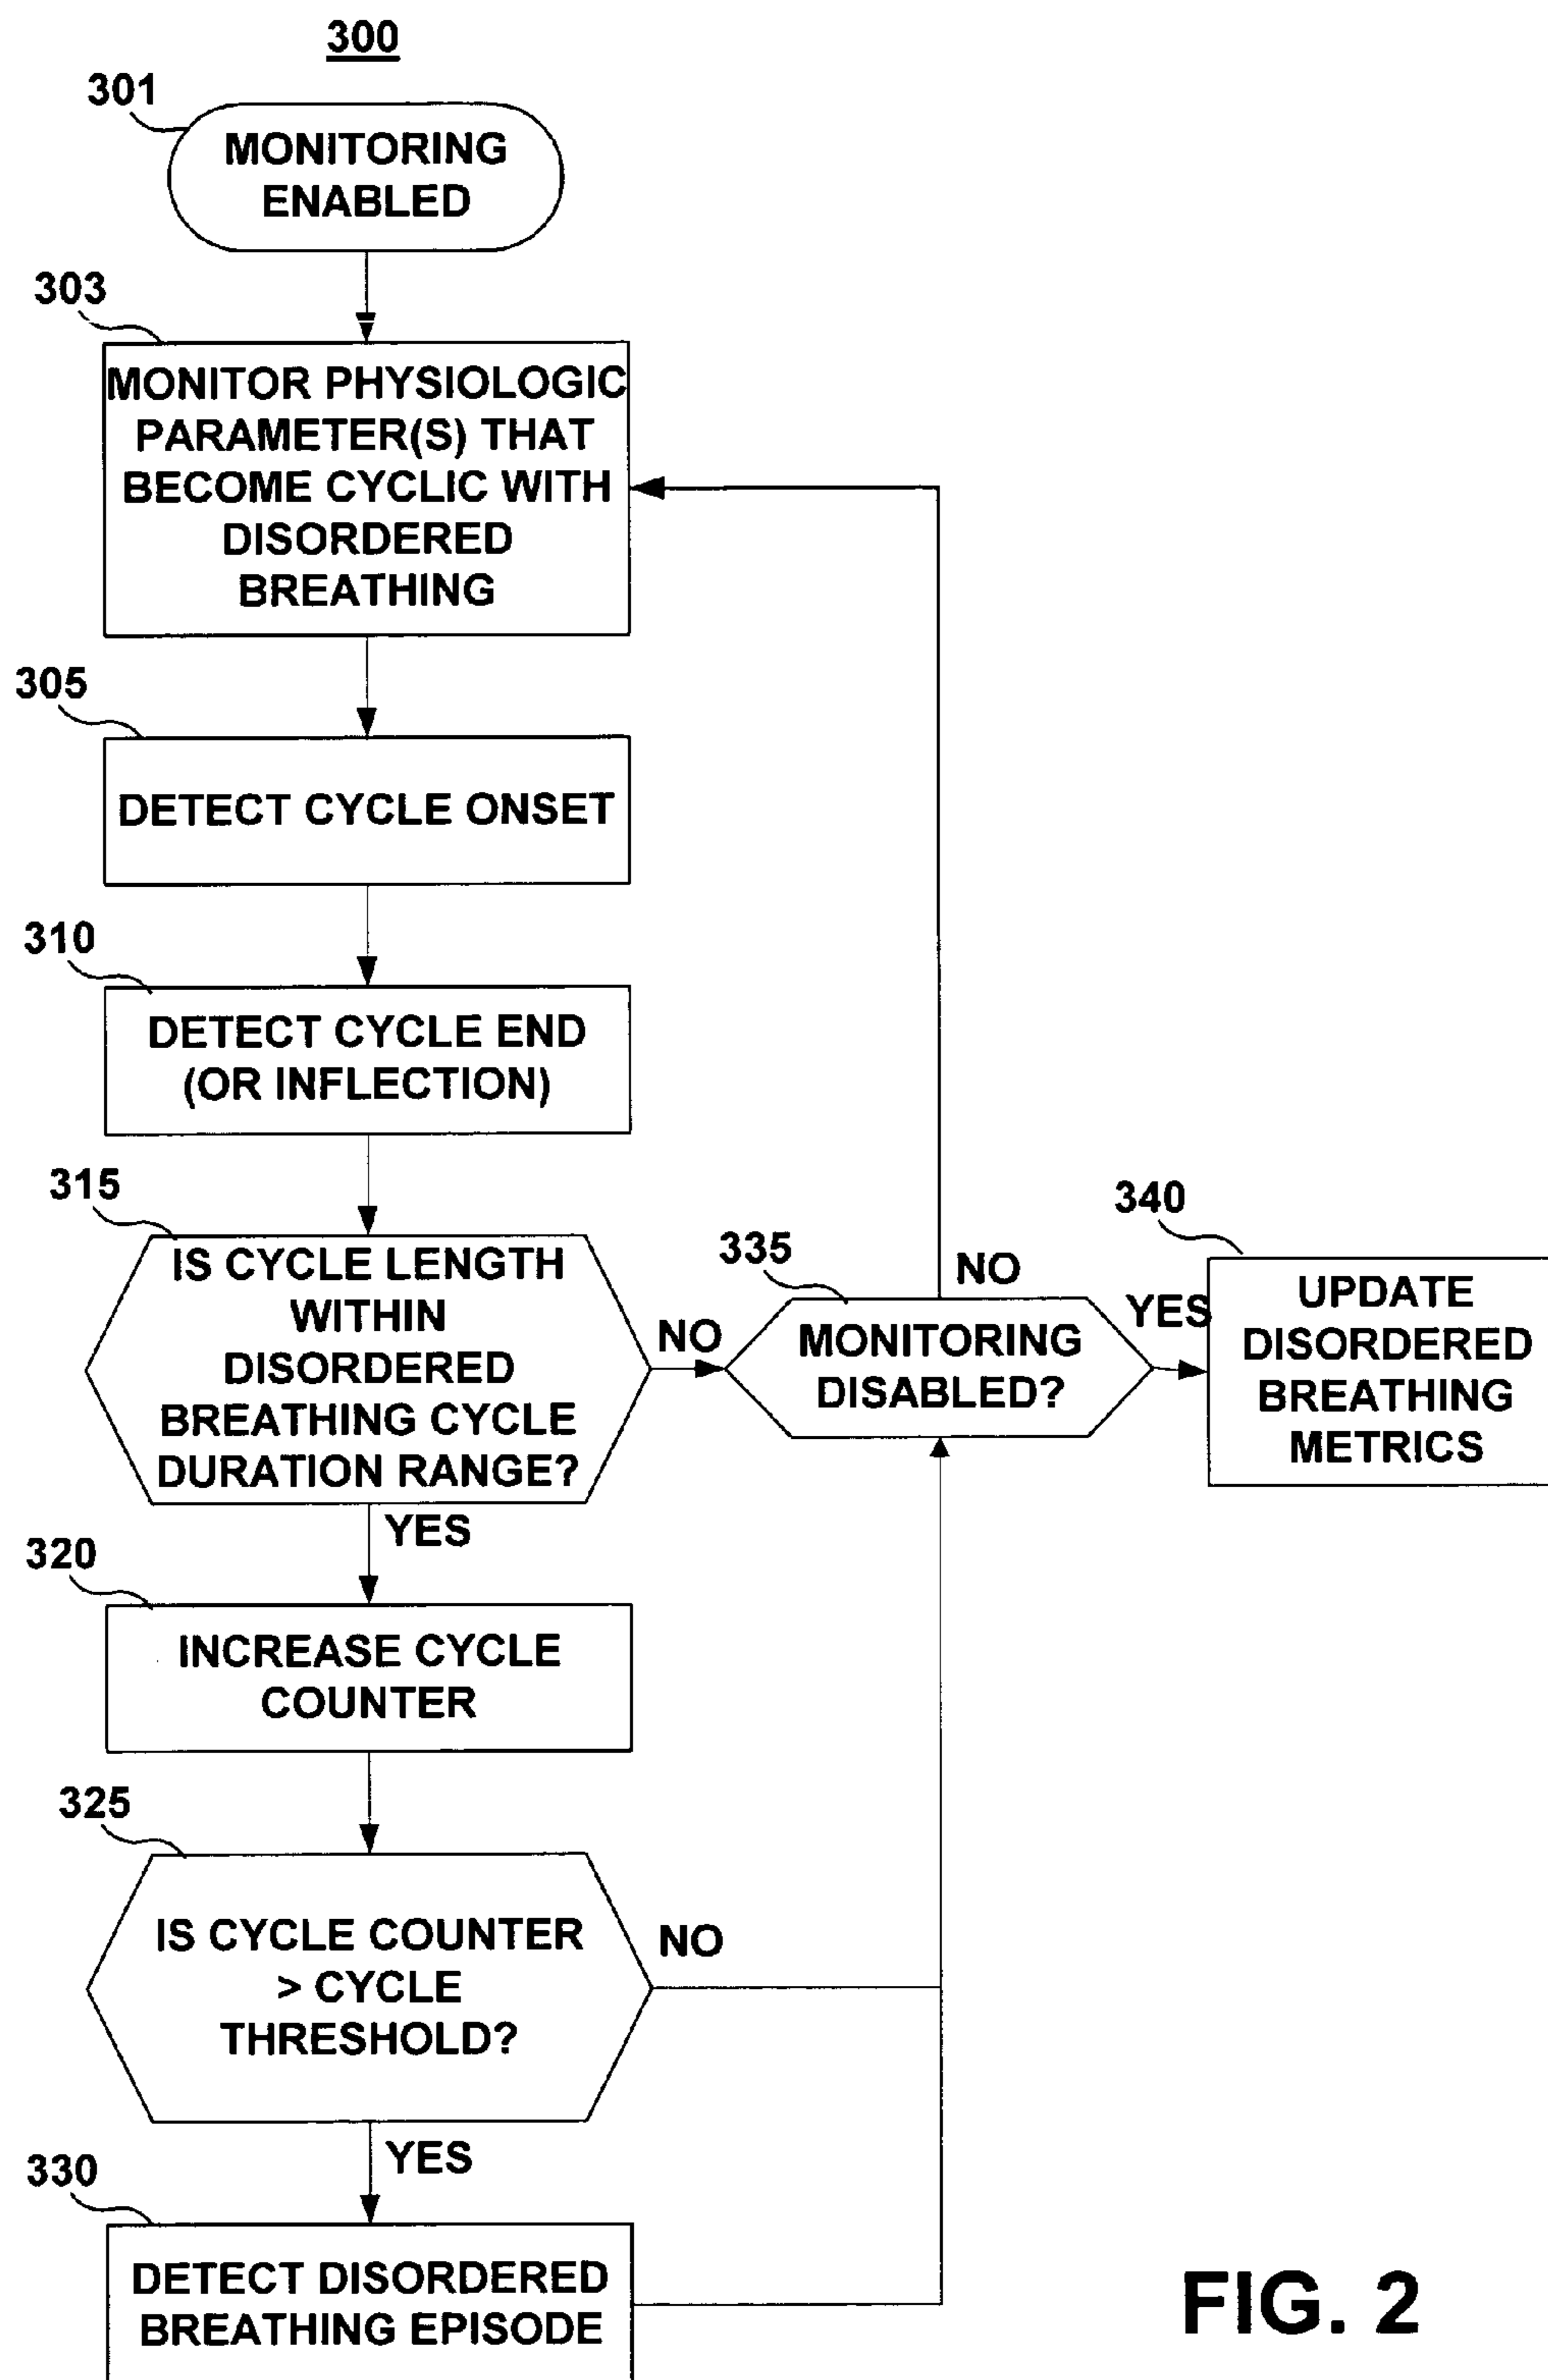 300
301
MONITORING
ENABLED
303
MONITOR PHYSIOLOGIC
PARAMETER(S) THAT
BECOME CYCLIC WITH
DISORDERED
BREATHING
305
DETECT CYCLE ONSET
310
DETECT CYCLE END
(OR INFLECTION)
315
IS CYCLE LENGTH
WITHIN
DISORDERED
BREATHING CYCLE
DURATION RANGE?
NO
335
MONITORING
DISABLED?
NO
YES
340
UPDATE
DISORDERED
BREATHING
METRICS
YES
320
INCREASE CYCLE
COUNTER
325
IS CYCLE COUNTER
> CYCLE
THRESHOLD?
NO
YES
330
DETECT DISORDERED
BREATHING EPISODE
FIG. 2